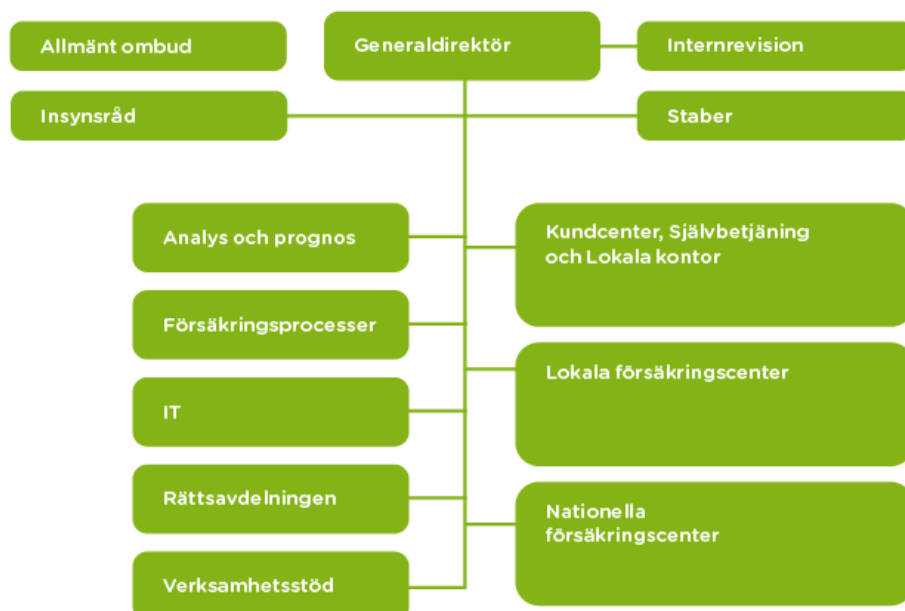 Allmänt ombud
Generaldirektör
Internrevision
Insynsråd
Staber
Analys och prognos
Försäkringsprocesser
IT
Rättsavdelningen
Verksamhetsstöd
Kundcenter, Självbetjäning
och Lokala kontor
Lokala försäkringscenter
Nationella
försäkringscenter